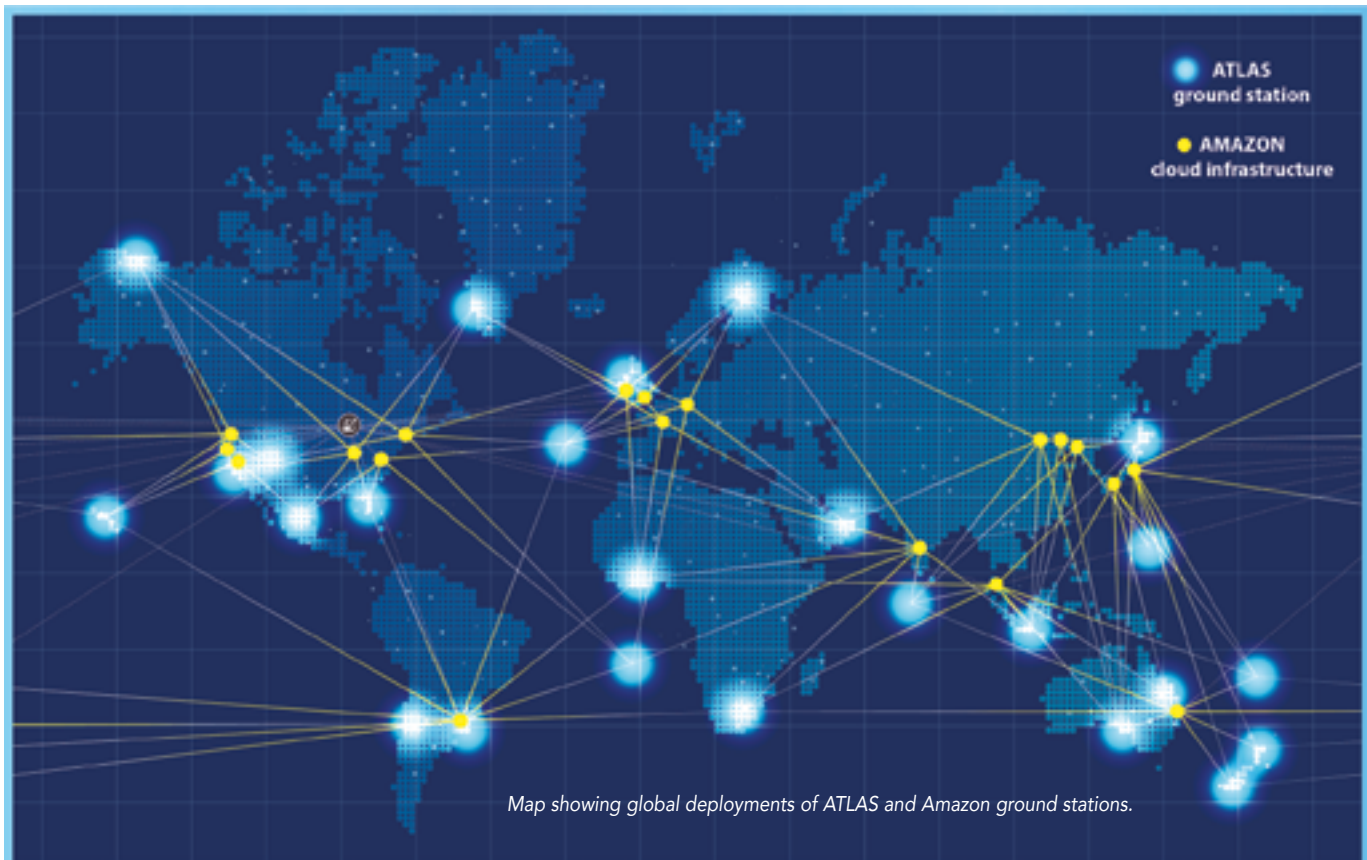 ATLAS
ground station
AMAZON
cloud infrastructure
Map showing global deployments of ATLAS and Amazon ground stations.